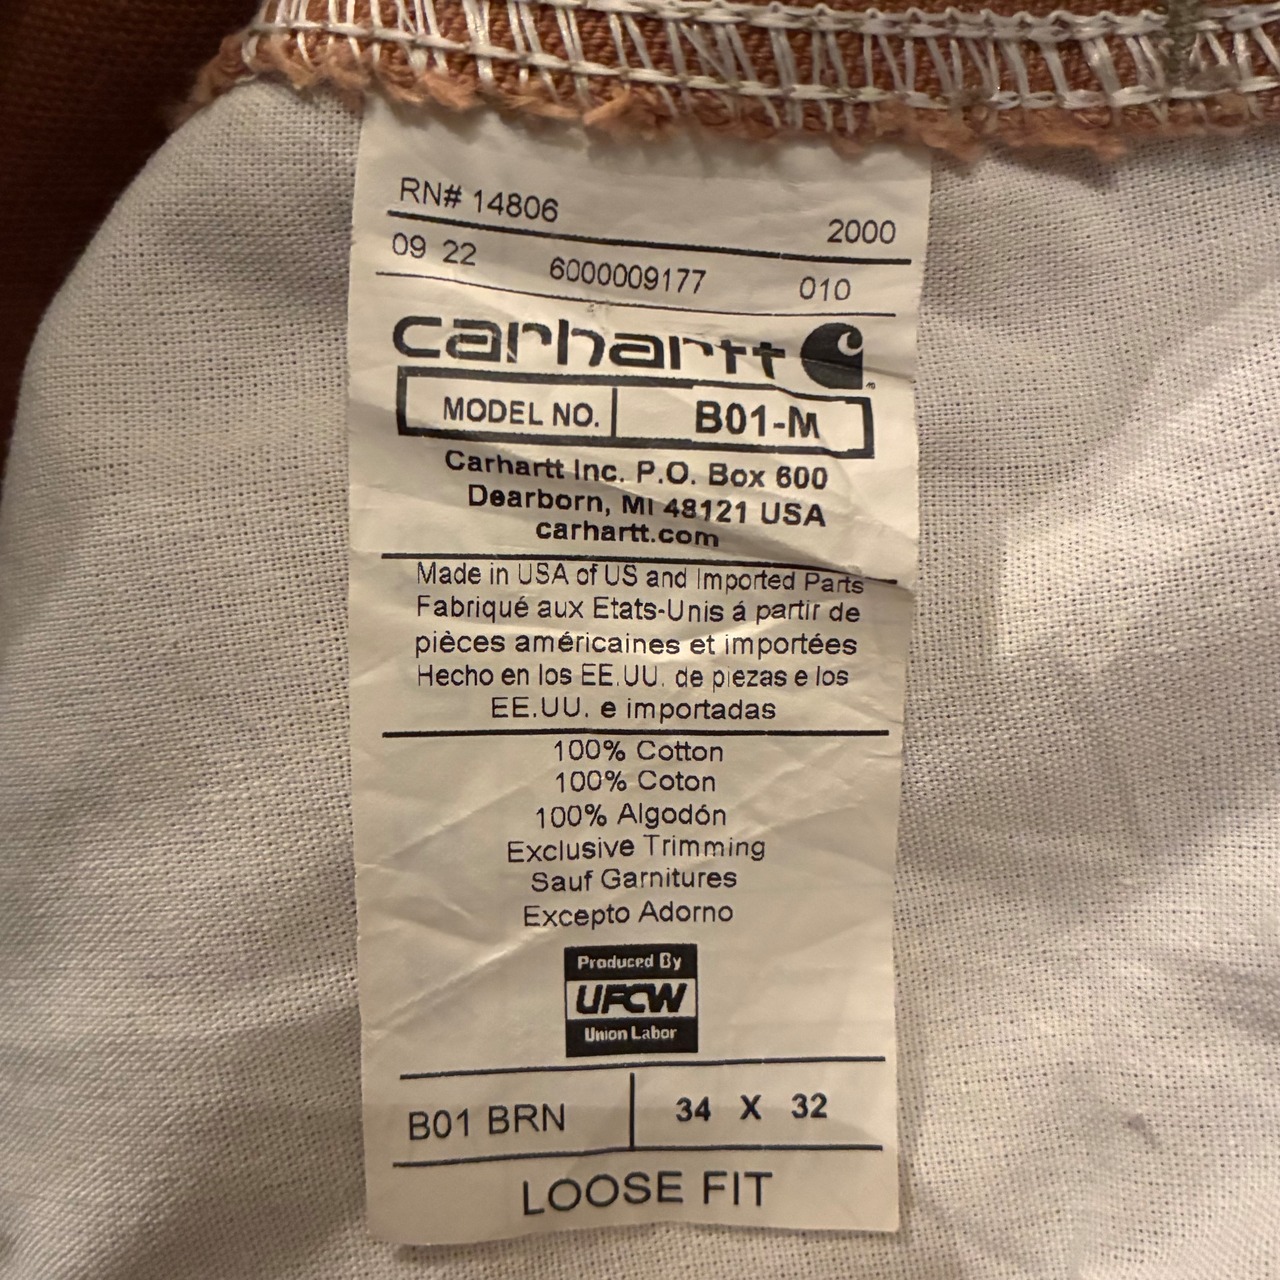 RN# 14806 2000
09 22 6000009177 010
carhartt
MODEL NO. B01-M
Carhartt Inc. P.O. Box 600
Dearborn, MI 48121 USA
carhartt.com
Made in USA of US and Imported Parts
Fabriqué aux Etats-Unis á partir de
pièces américaines et importées
Hecho en los EE.UU. de piezas e los
EE.UU. e importadas
100% Cotton
100% Coton
100% Algodón
Exclusive Trimming
Sauf Garnitures
Excepto Adorno
Produced By
UFCW
Union Labor
B01 BRN 34 X 32
LOOSE FIT